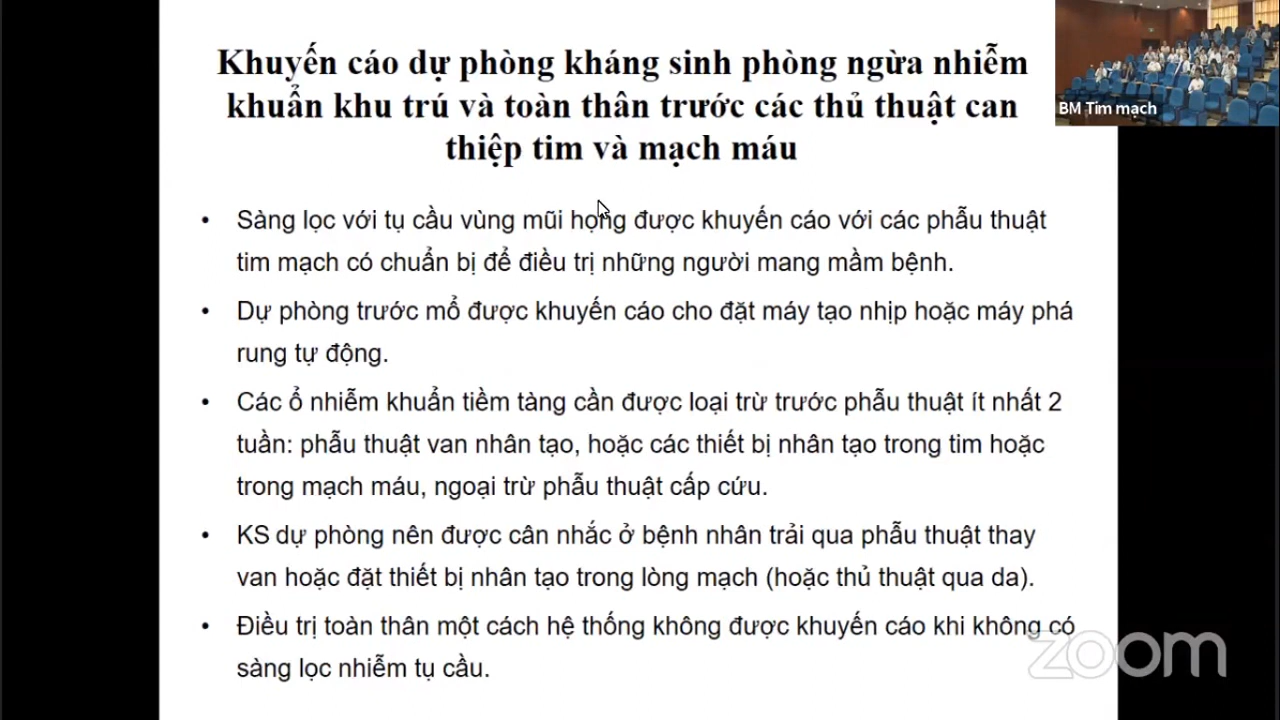 Khuyến cáo dự phòng kháng sinh phòng ngừa nhiễm
khuẩn khu trú và toàn thân trước các thủ thuật can
thiệp tim và mạch máu
BM Tim mạch
• Sàng lọc với tụ cầu vùng mũi họng được khuyến cáo với các phẫu thuật
tim mạch có chuẩn bị để điều trị những người mang mầm bệnh.
• Dự phòng trước mổ được khuyến cáo cho đặt máy tạo nhịp hoặc máy phá
rung tự động.
• Các ổ nhiễm khuẩn tiềm tàng cần được loại trừ trước phẫu thuật ít nhất 2
tuần: phẫu thuật van nhân tạo, hoặc các thiết bị nhân tạo trong tim hoặc
trong mạch máu, ngoại trừ phẫu thuật cấp cứu.
• KS dự phòng nên được cân nhắc ở bệnh nhân trải qua phẫu thuật thay
van hoặc đặt thiết bị nhân tạo trong lòng mạch (hoặc thủ thuật qua da).
• Điều trị toàn thân một cách hệ thống không được khuyến cáo khi không có
sàng lọc nhiễm tụ cầu.
zoom